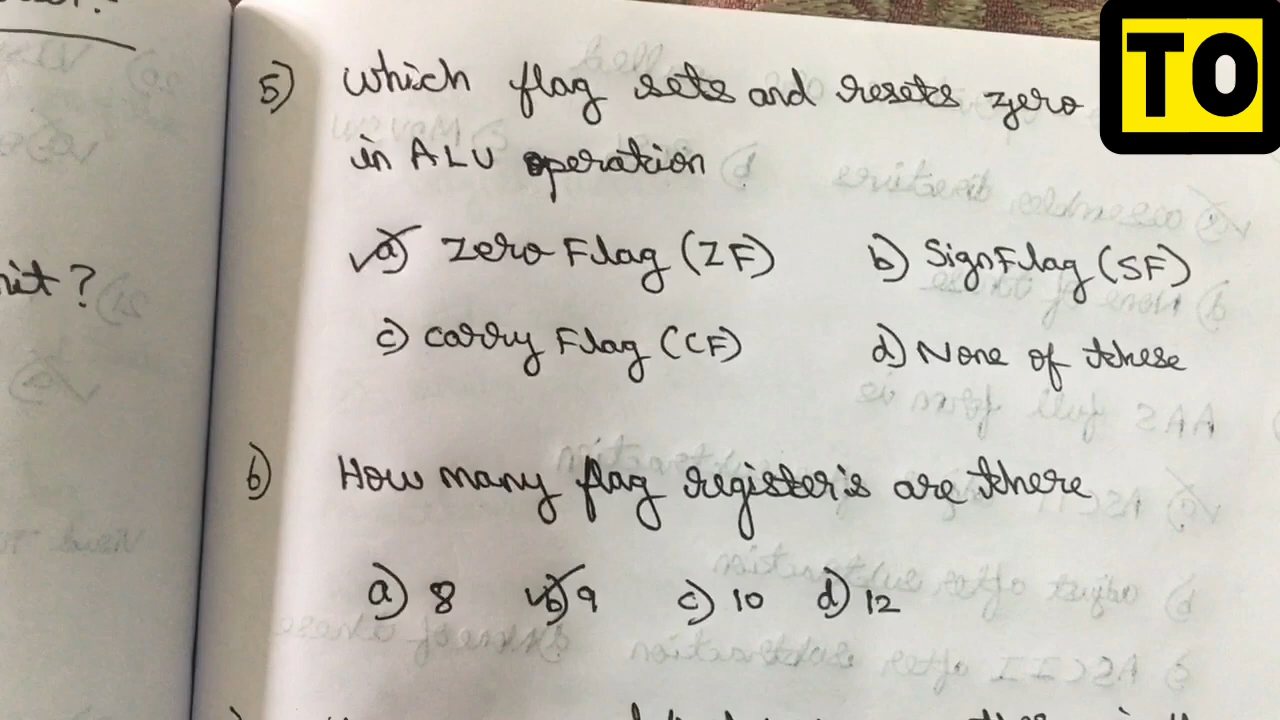 TO
5) Which flag sets and resets zero
in ALU operation
a) Zero Flag (ZF) b) Sign Flag (SF)
c) Carry Flag (CF) d) None of these
nit?
6) How many flag register's are there
a) 8 b) 9 c) 10 d) 12